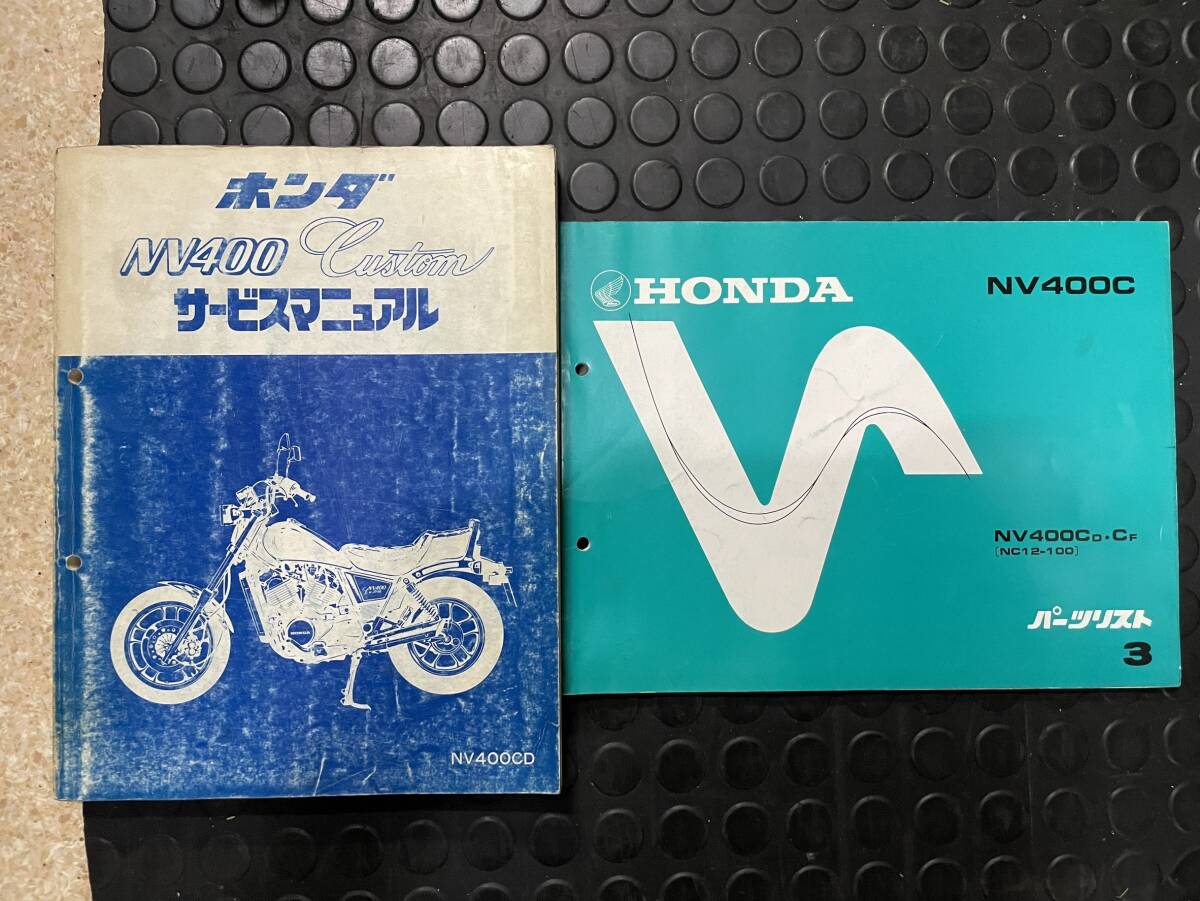 ホンダ
NV400 Custom
サービスマニュアル
HONDA
NV400CD
HONDA
NV400C
NV400CD・CF
[NC12-100]
パーツリスト
3